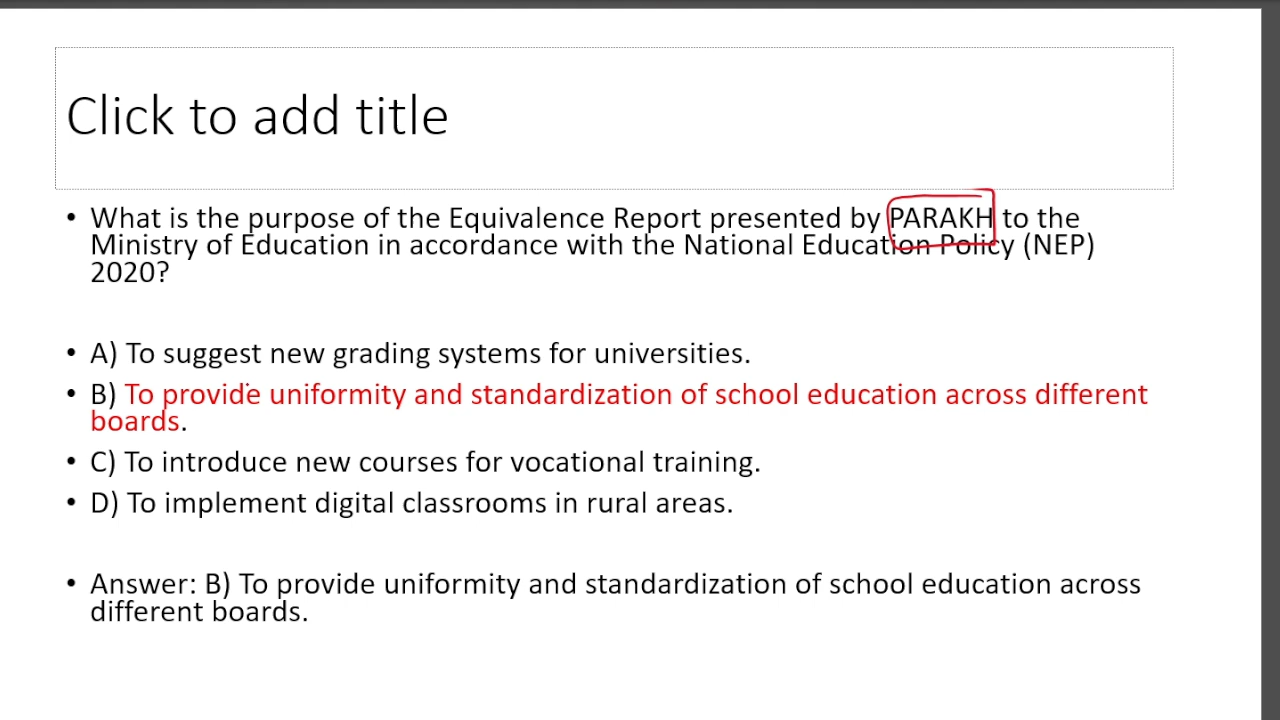 Click to add title
• What is the purpose of the Equivalence Report presented by PARAKH to the
Ministry of Education in accordance with the National Education Policy (NEP)
2020?
• A) To suggest new grading systems for universities.
• B) To provide uniformity and standardization of school education across different
boards.
• C) To introduce new courses for vocational training.
• D) To implement digital classrooms in rural areas.
• Answer: B) To provide uniformity and standardization of school education across
different boards.